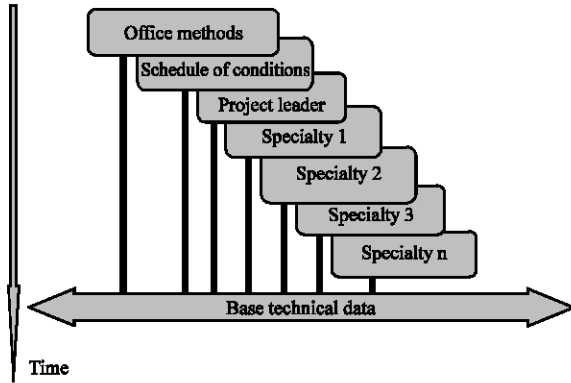 Office methods
Schedule of conditions
Project leader
Specialty 1
Specialty 2
Specialty 3
Specialty n
Base technical data
Time